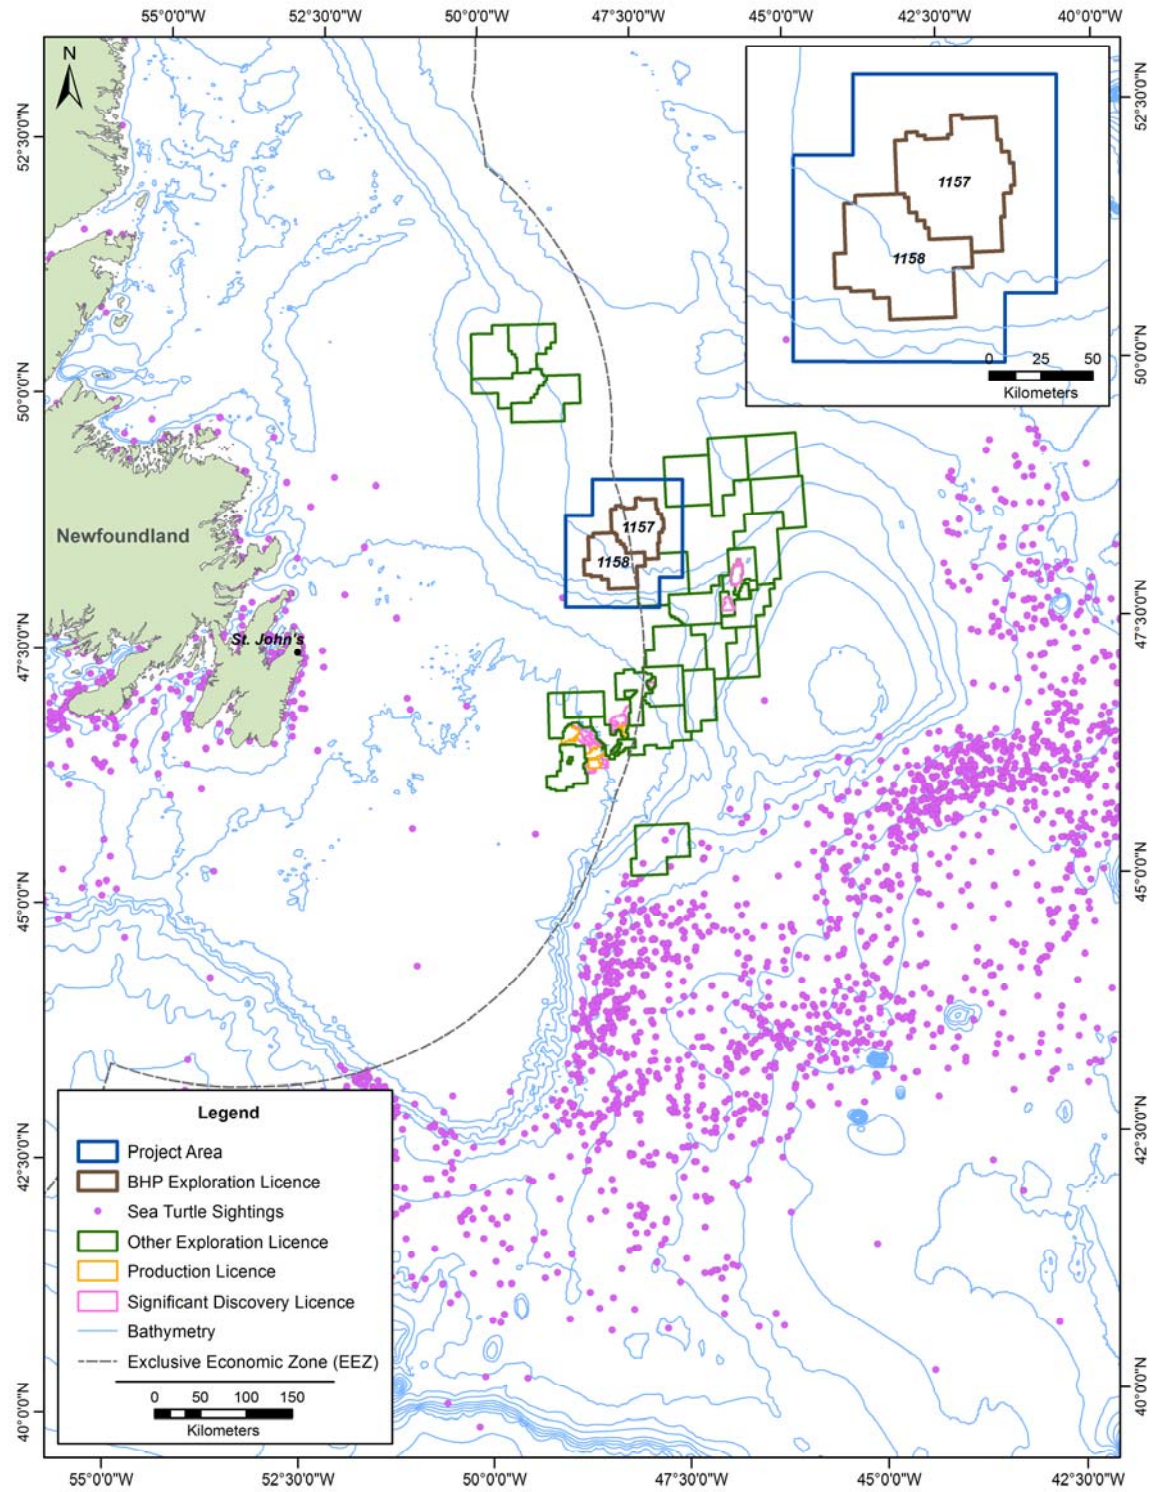 55°0'0"W 52°30'0"W 50°0'0"W 47°30'0"W 45°0'0"W 42°30'0"W 40°0'0"W
N
52°30'0"N
52°30'0"N
1157
1158
0 25 50
Kilometers
50°0'0"N
50°0'0"N
1157
1158
Newfoundland
St. John's
47°30'0"N
47°30'0"N
45°0'0"N
45°0'0"N
42°30'0"N
42°30'0"N
40°0'0"N
40°0'0"N
Legend
Project Area
BHP Exploration Licence
Sea Turtle Sightings
Other Exploration Licence
Production Licence
Significant Discovery Licence
Bathymetry
Exclusive Economic Zone (EEZ)
0 50 100 150
Kilometers
55°0'0"W 52°30'0"W 50°0'0"W 47°30'0"W 45°0'0"W 42°30'0"W